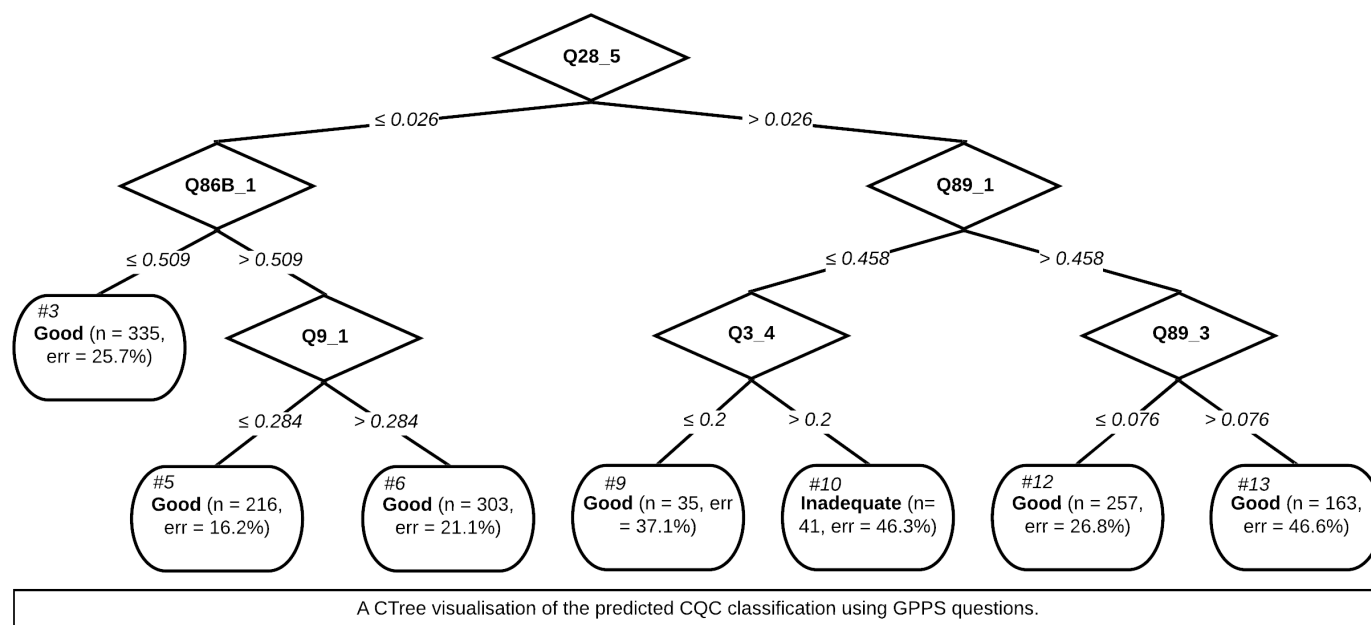 Q28_5
≤ 0.026
> 0.026
Q86B_1
Q89_1
≤ 0.509
> 0.509
≤ 0.458
> 0.458
#3
Good (n = 335,
err = 25.7%)
Q9_1
Q3_4
Q89_3
≤ 0.284
> 0.284
≤ 0.2
> 0.2
≤ 0.076
> 0.076
#5
Good (n = 216,
err = 16.2%)
#6
Good (n = 303,
err = 21.1%)
#9
Good (n = 35, err
= 37.1%)
#10
Inadequate (n=
41, err = 46.3%)
#12
Good (n = 257,
err = 26.8%)
#13
Good (n = 163,
err = 46.6%)
A CTree visualisation of the predicted CQC classification using GPPS questions.